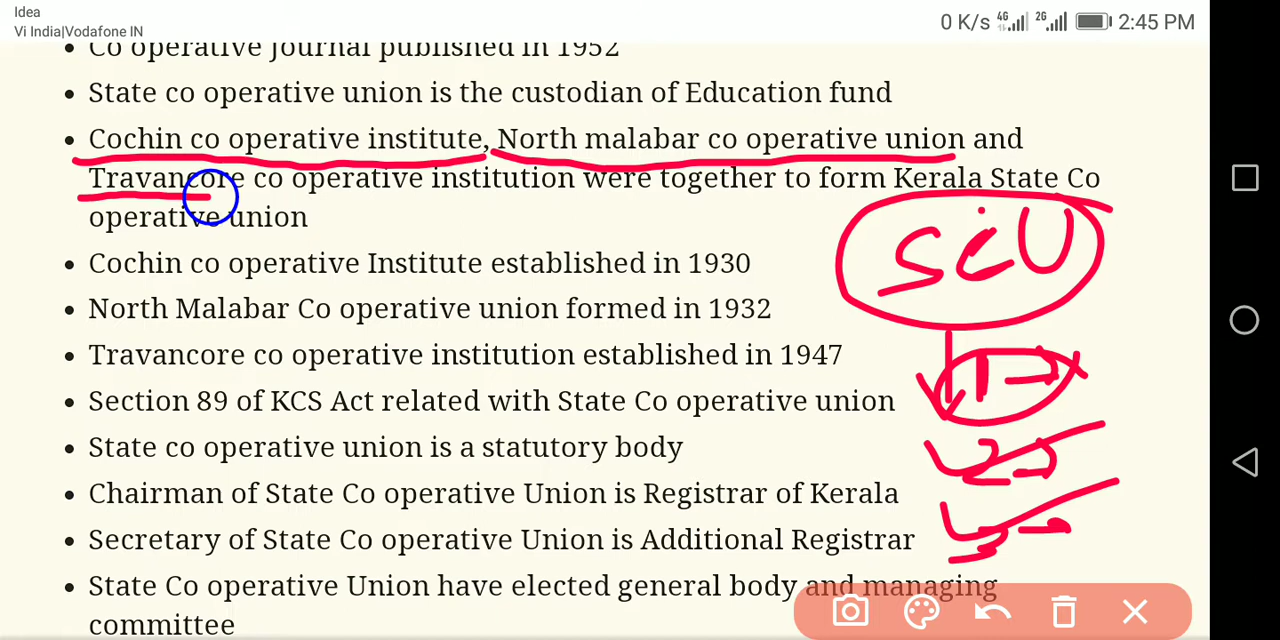 Idea
Vi India|Vodafone IN
0 K/s 4G 2G 2:45 PM
• Co operative Journal published in 1952
• State co operative union is the custodian of Education fund
• Cochin co operative institute, North malabar co operative union and
Travancore co operative institution were together to form Kerala State Co
operative union
SCU
• Cochin co operative Institute established in 1930
• North Malabar Co operative union formed in 1932
• Travancore co operative institution established in 1947
• Section 89 of KCS Act related with State Co operative union
• State co operative union is a statutory body
• Chairman of State Co operative Union is Registrar of Kerala
• Secretary of State Co operative Union is Additional Registrar
• State Co operative Union have elected general body and managing
committee